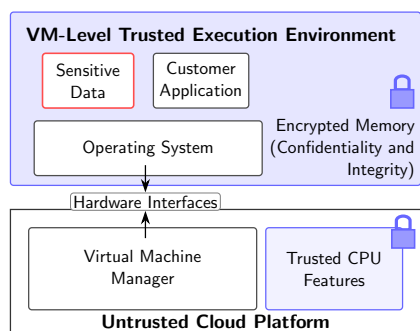 VM-Level Trusted Execution Environment
Sensitive
Data
Customer
Application
Operating System
Encrypted Memory
(Confidentiality and
Integrity)
Hardware Interfaces
Virtual Machine
Manager
Trusted CPU
Features
Untrusted Cloud Platform